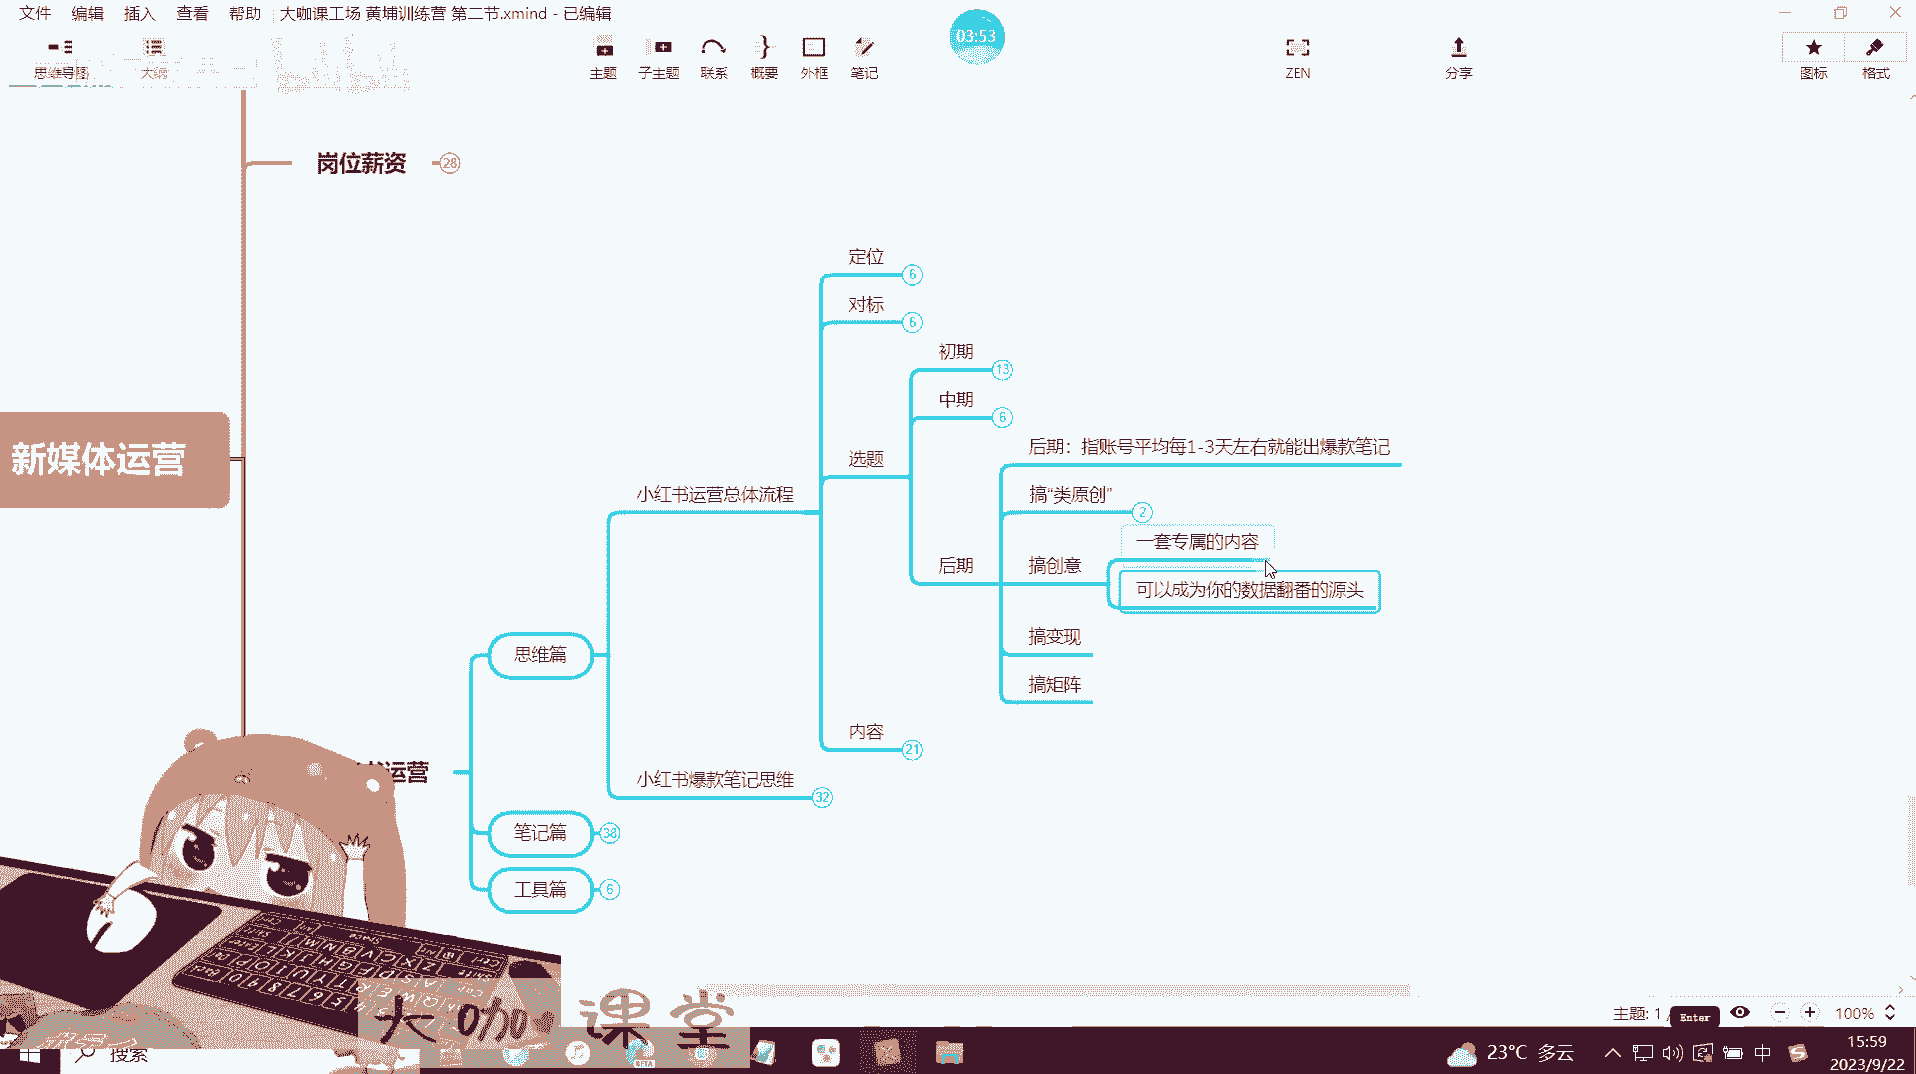 文件 编辑 插入 查看 帮助 大咖课工场 黄埔训练营 第二节.xmind - 已编辑
03:53
思维导图 大纲 主题 子主题 联系 概要 外框 笔记 ZEN 分享 图标 格式
岗位薪资 28
定位 6
对标 6
初期 13
中期 6
后期：指账号平均每1-3天左右就能出爆款笔记
新媒体运营
选题
小红书运营总体流程
搞“类原创” 2
一套专属的内容
后期
搞创意
可以成为你的数据翻番的源头
搞变现
思维篇
搞矩阵
内容 21
运营
小红书爆款笔记思维 32
笔记篇 38
工具篇 6
大咖课堂
主题: 1
Enter
100%
搜索
BETA
23°C 多云
中
15:59
2023/9/22